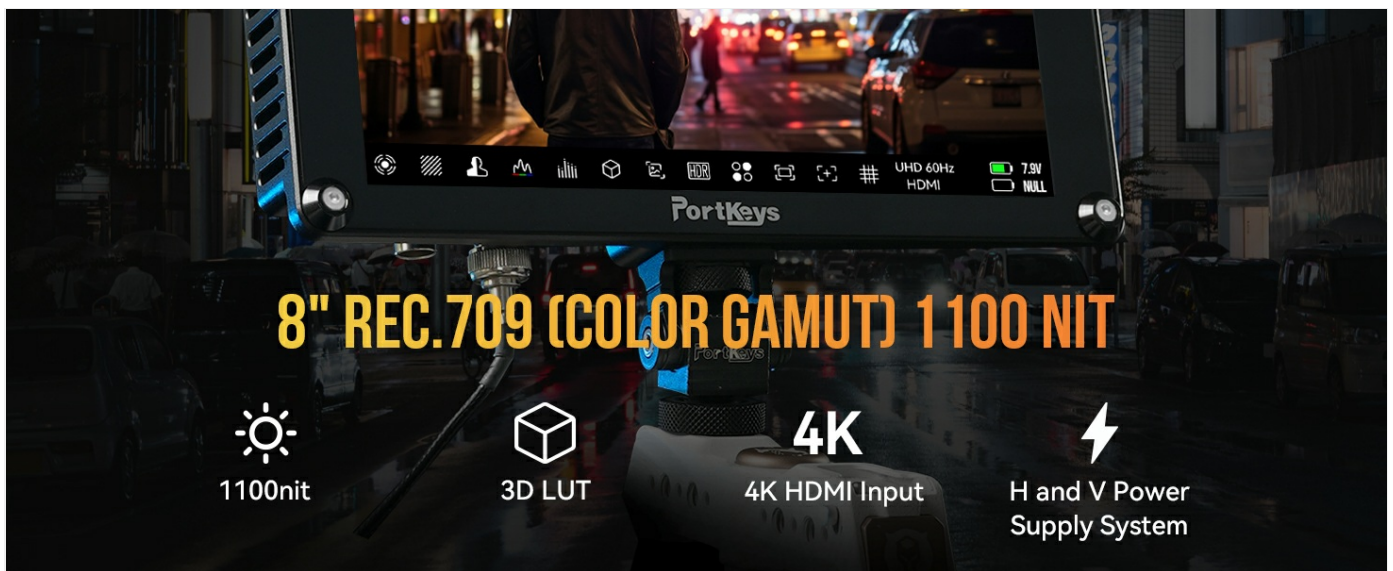 HDR
UHD 60Hz
HDMI
7.9V
NULL
PortKeys
8" REC.709 (COLOR GAMUT) 1100 NIT
PortKeys
4K
1100nit
3D LUT
4K HDMI Input
H and V Power
Supply System